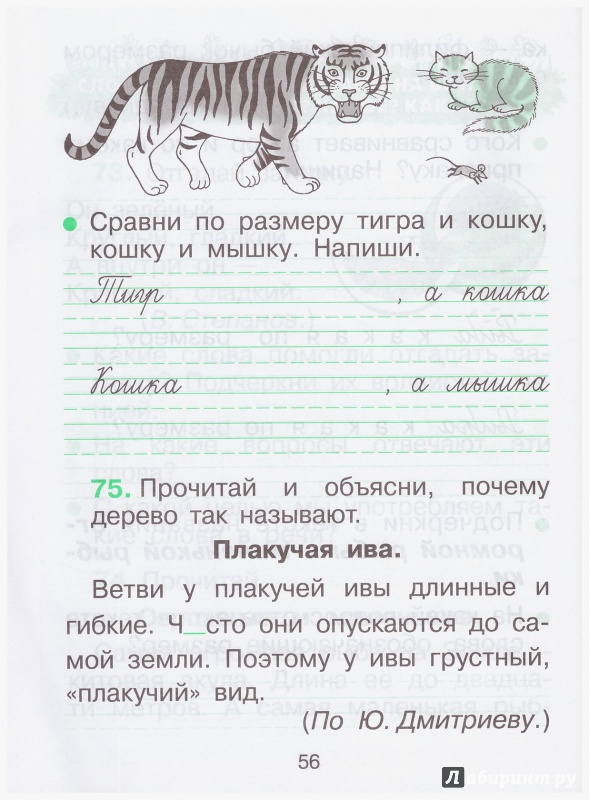 Сравни по размеру тигра и кошку,
кошку и мышку. Напиши.
Тигр , а кошка
Кошка , а мышка
75. Прочитай и объясни, почему
дерево так называют.
Плакучая ива.
Ветви у плакучей ивы длинные и
гибкие. Ч_сто они опускаются до са-
мой земли. Поэтому у ивы грустный,
«плакучий» вид.
(По Ю. Дмитриеву.)
56
Лабиринт.ру